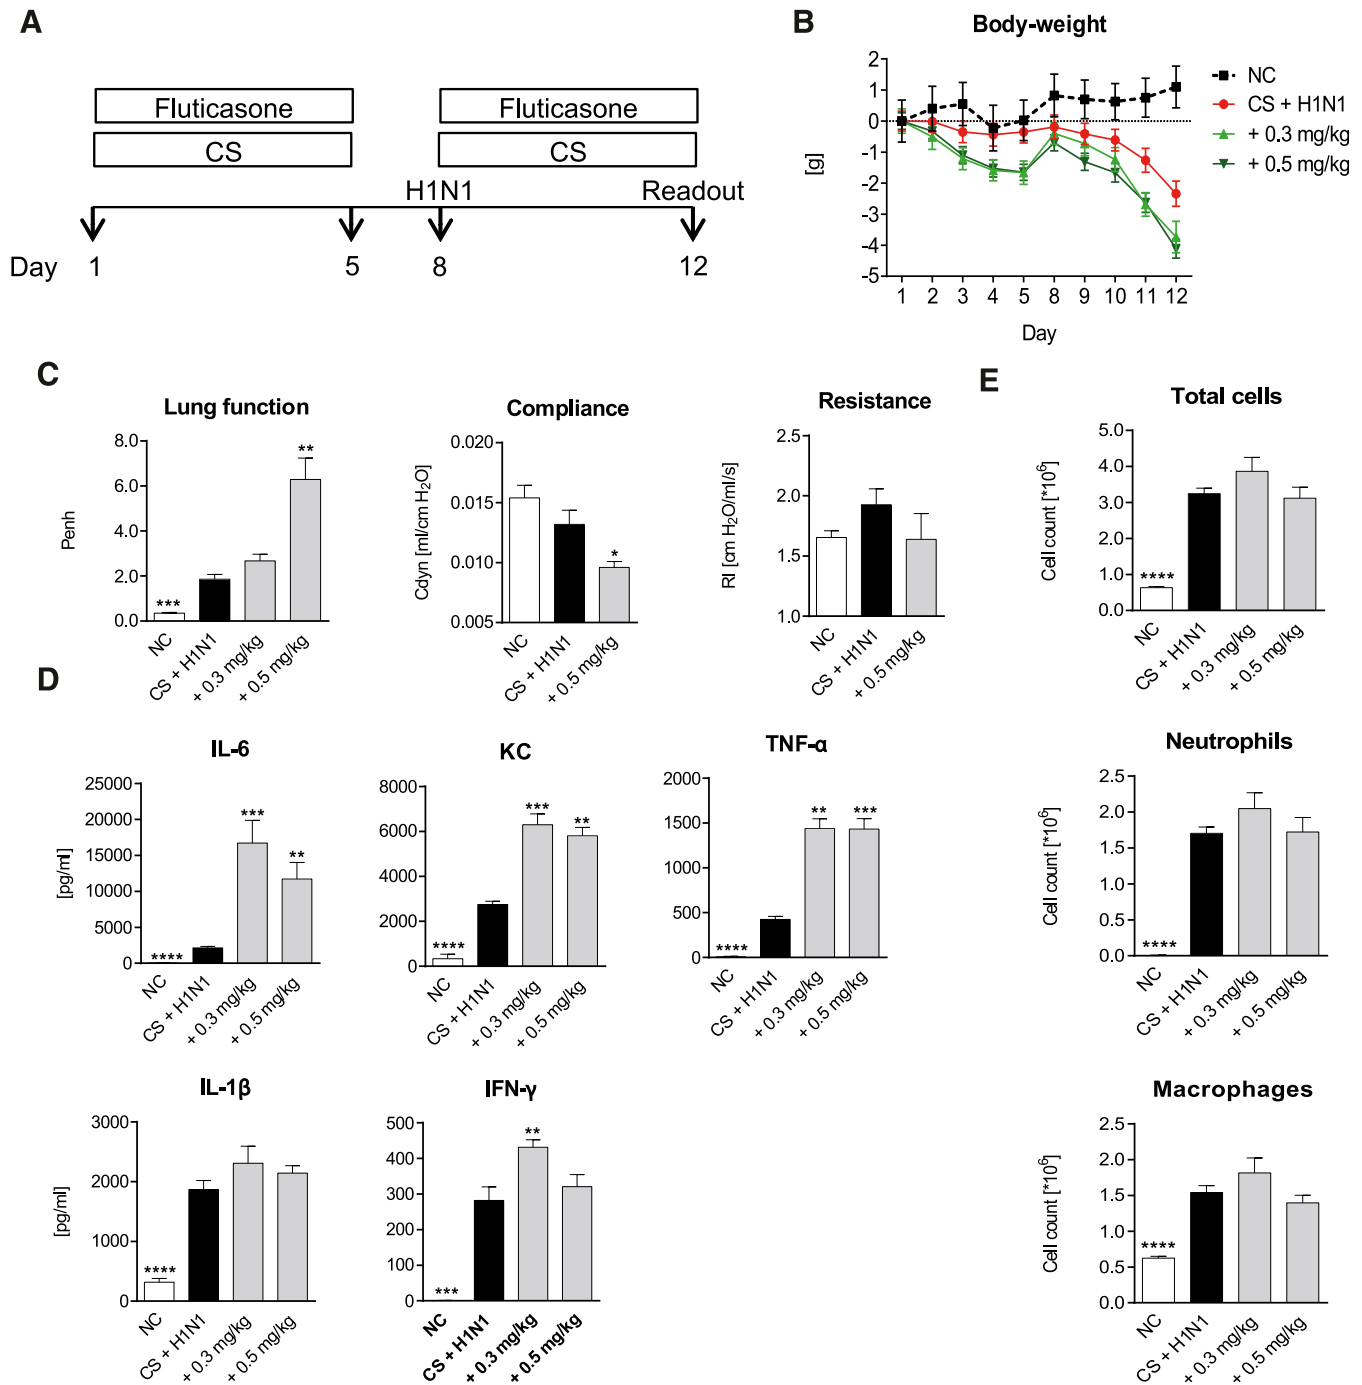 A
Fluticasone
Fluticasone
CS
CS
H1N1
Readout
Day
1
5
8
12
B
Body-weight
[g]
2
1
0
-1
-2
-3
-4
-5
1 2 3 4 5 8 9 10 11 12
Day
NC
CS + H1N1
+ 0.3 mg/kg
+ 0.5 mg/kg
C
Lung function
Penh
8.0
6.0
4.0
2.0
0.0
***
**
NC
CS + H1N1
+ 0.3 mg/kg
+ 0.5 mg/kg
Compliance
Cdyn [ml/cm H2O]
0.020
0.015
0.010
0.005
*
NC
CS + H1N1
+ 0.5 mg/kg
Resistance
Rl [cm H2O/ml/s]
2.5
2.0
1.5
1.0
NC
CS + H1N1
+ 0.5 mg/kg
E
Total cells
Cell count [*10^6]
5.0
4.0
3.0
2.0
1.0
0.0
****
NC
CS + H1N1
+ 0.3 mg/kg
+ 0.5 mg/kg
D
IL-6
[pg/ml]
25000
20000
15000
10000
5000
0
****
***
**
NC
CS + H1N1
+ 0.3 mg/kg
+ 0.5 mg/kg
KC
8000
6000
4000
2000
0
****
***
**
NC
CS + H1N1
+ 0.3 mg/kg
+ 0.5 mg/kg
TNF-α
2000
1500
1000
500
0
****
**
***
NC
CS + H1N1
+ 0.3 mg/kg
+ 0.5 mg/kg
Neutrophils
Cell count [*10^6]
2.5
2.0
1.5
1.0
0.5
0.0
****
NC
CS + H1N1
+ 0.3 mg/kg
+ 0.5 mg/kg
IL-1β
[pg/ml]
3000
2000
1000
0
****
NC
CS + H1N1
+ 0.3 mg/kg
+ 0.5 mg/kg
IFN-γ
500
400
300
200
100
0
***
**
NC
CS + H1N1
+ 0.3 mg/kg
+ 0.5 mg/kg
Macrophages
Cell count [*10^6]
2.5
2.0
1.5
1.0
0.5
0.0
****
NC
CS + H1N1
+ 0.3 mg/kg
+ 0.5 mg/kg